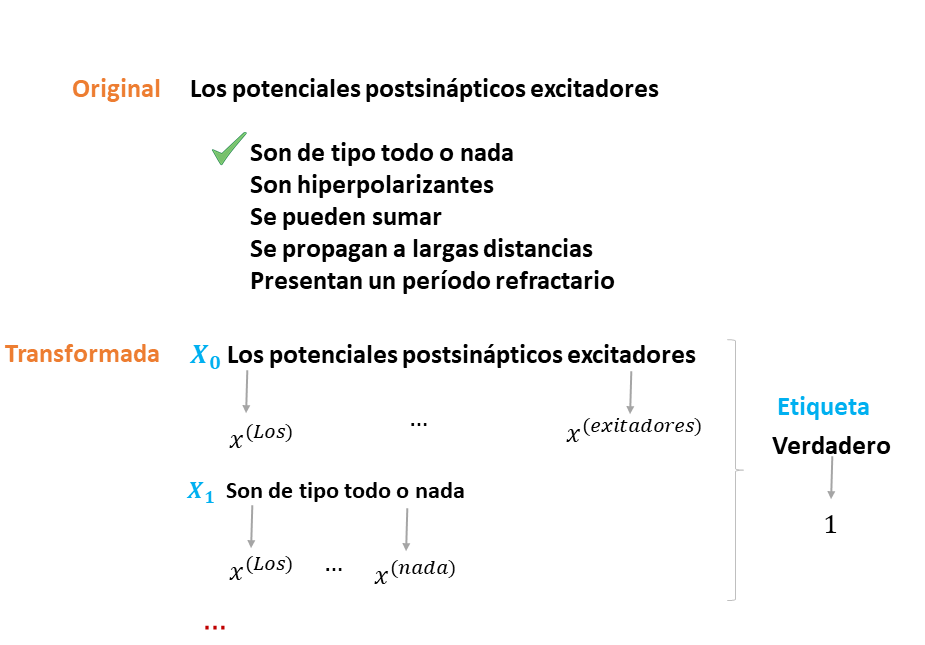 Original Los potenciales postsinápticos excitadores
Son de tipo todo o nada
Son hiperpolarizantes
Se pueden sumar
Se propagan a largas distancias
Presentan un período refractario
Transformada X₀ Los potenciales postsinápticos excitadores
Etiqueta
x^(Los) ... x^(exitadores)
Verdadero
X₁ Son de tipo todo o nada
1
x^(Los) ... x^(nada)
...